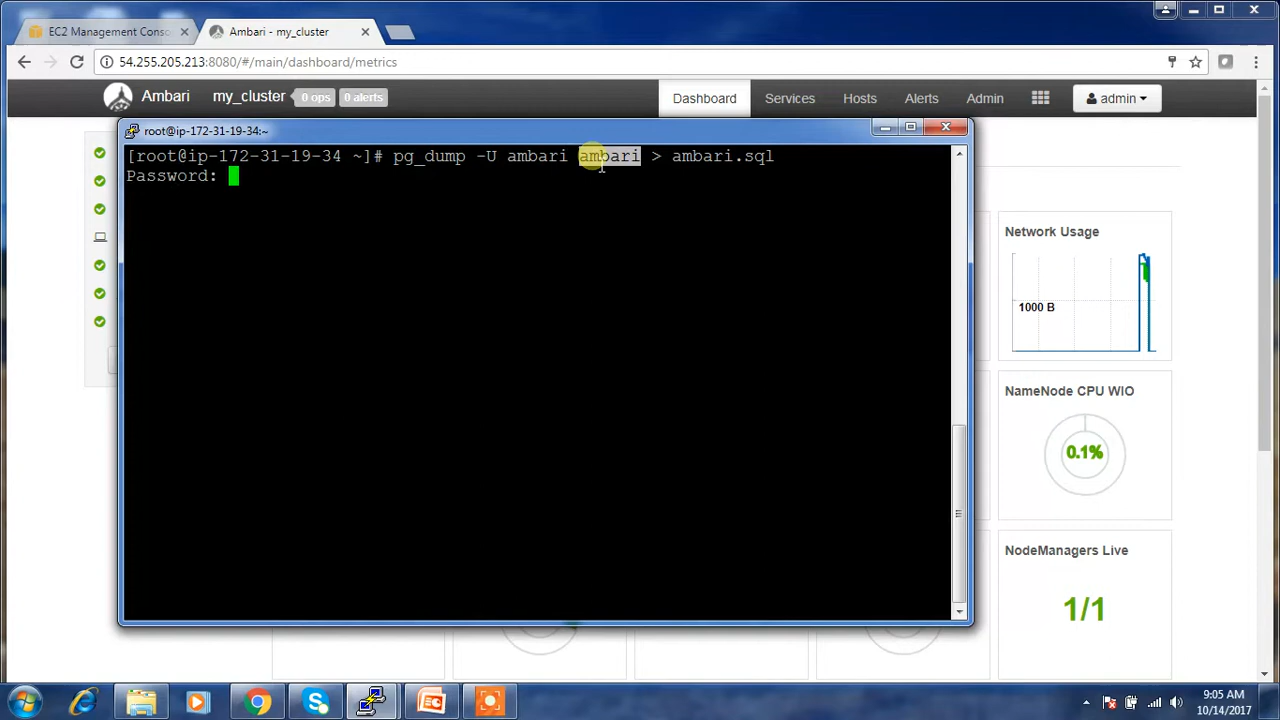 EC2 Management Conso
Ambari - my_cluster
54.255.205.213:8080/#/main/dashboard/metrics
Ambari my_cluster 0 ops 0 alerts Dashboard Services Hosts Alerts Admin admin
root@ip-172-31-19-34:~
[root@ip-172-31-19-34 ~]# pg_dump -U ambari ambari > ambari.sql
Password:
Network Usage
1000 B
NameNode CPU WIO
0.1%
NodeManagers Live
1/1
9:05 AM
10/14/2017